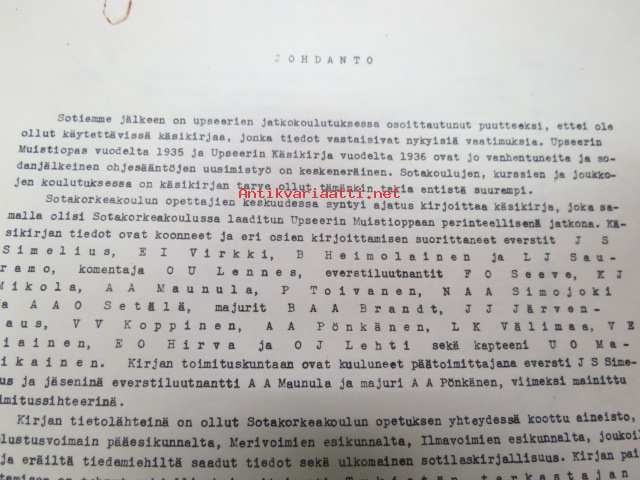 JOHDANTO
Sotiemme jälkeen on upseerien jatkokoulutuksessa osoittautunut puutteeksi, ettei ole
ollut käytettävissä käsikirjaa, jonka tiedot vastaisivat nykyisiä vaatimuksia. Upseerin
Muistiopas vuodelta 1935 ja Upseerin Käsikirja vuodelta 1936 ovat jo vanhentuneita ja so-
danjälkeinen ohjesääntöjen uusimistyö on keskeneräinen. Sotakoulujen, kurssien ja joukko-
jen koulutuksessa on käsikirjan tarve ollut tämäkin takia entistä suurempi.
Antikvariaatti.net
Sotakorkeakoulun opettajien keskuudessa syntyi ajatus kirjoittaa käsikirja, joka sa-
malla olisi Sotakorkeakoulussa laaditun Upseerin Muistioppaan perinteellisenä jatkona. Kä-
sikirjan tiedot ovat koonneet ja eri osien kirjoittamisen suorittaneet everstit J S
Simelius, E I Virkki, B Heimolainen ja L J Sau-
ramo, komentaja O U Lennes, everstiluutnantit F O Seeve, K J
Mikola, A A Maunula, P Toivanen, N A A Simojoki
ja A A O Setälä, majurit B A A Brandt, J J Järven-
aus, V V Koppinen, A A Pönkänen, L K Välimaa, V E
iainen, E O Hirva ja O J Lehti sekä kapteeni U O Ma-
ikainen. Kirjan toimituskuntaan ovat kuuluneet päätoimittajana eversti J S Sime-
us ja jäseninä everstiluutnantti A A Maunula ja majuri A A Pönkänen, viimeksi mainittu
imitussihteerinä.
Kirjan tietolähteinä on ollut Sotakorkeakoulun opetuksen yhteydessä koottu aineisto,
lustusvoimain pääesikunnalta, Merivoimien esikunnalta, Ilmavoimien esikunnalta, joukoil
ja eräiltä tiedemiehiltä saadut tiedot sekä ulkomainen sotilaskirjallisuus. Kirjan pai
tarkastajan